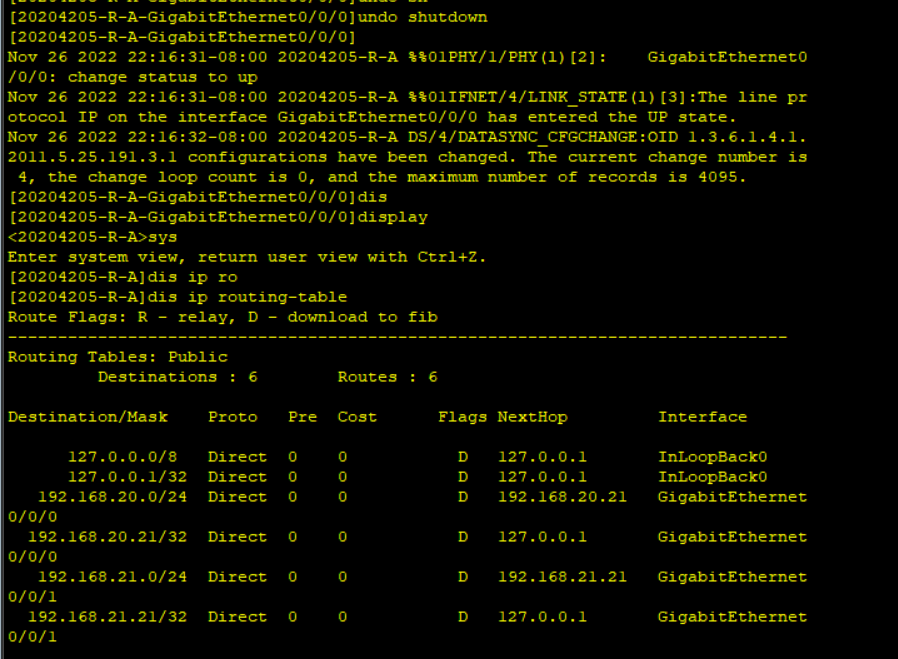 [20204205-R-A-GigabitEthernet0/0/0]undo sh
[20204205-R-A-GigabitEthernet0/0/0]undo shutdown
[20204205-R-A-GigabitEthernet0/0/0]
Nov 26 2022 22:16:31-08:00 20204205-R-A %%01PHY/1/PHY(l)[2]:    GigabitEthernet0
/0/0: change status to up
Nov 26 2022 22:16:31-08:00 20204205-R-A %%01IFNET/4/LINK_STATE(l)[3]:The line pr
otocol IP on the interface GigabitEthernet0/0/0 has entered the UP state.
Nov 26 2022 22:16:32-08:00 20204205-R-A DS/4/DATASYNC_CFGCHANGE:OID 1.3.6.1.4.1.
2011.5.25.191.3.1 configurations have been changed. The current change number is
 4, the change loop count is 0, and the maximum number of records is 4095.
[20204205-R-A-GigabitEthernet0/0/0]dis
[20204205-R-A-GigabitEthernet0/0/0]display
<20204205-R-A>sys
Enter system view, return user view with Ctrl+Z.
[20204205-R-A]dis ip ro
[20204205-R-A]dis ip routing-table
Route Flags: R - relay, D - download to fib
------------------------------------------------------------------------------
Routing Tables: Public
         Destinations : 6        Routes : 6
Destination/Mask    Proto   Pre  Cost      Flags NextHop         Interface
      127.0.0.0/8   Direct  0    0           D   127.0.0.1       InLoopBack0
      127.0.0.1/32  Direct  0    0           D   127.0.0.1       InLoopBack0
   192.168.20.0/24  Direct  0    0           D   192.168.20.21   GigabitEthernet
0/0/0
  192.168.20.21/32  Direct  0    0           D   127.0.0.1       GigabitEthernet
0/0/0
   192.168.21.0/24  Direct  0    0           D   192.168.21.21   GigabitEthernet
0/0/1
  192.168.21.21/32  Direct  0    0           D   127.0.0.1       GigabitEthernet
0/0/1